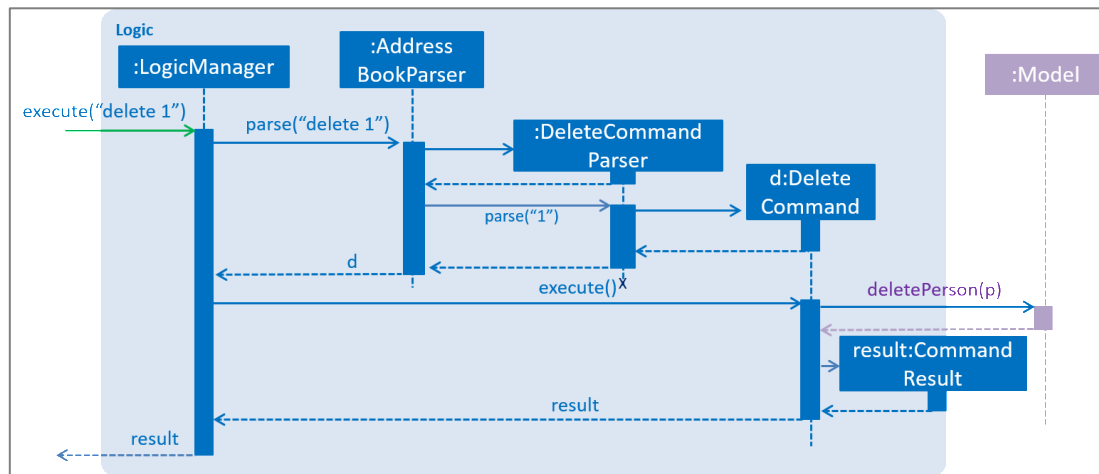 Logic
:LogicManager
:Address
BookParser
:Model
execute(“delete 1”)
parse(“delete 1”)
:DeleteCommand
Parser
d:Delete
Command
parse(“1”)
d
x
execute()
deletePerson(p)
result:Command
Result
result
result